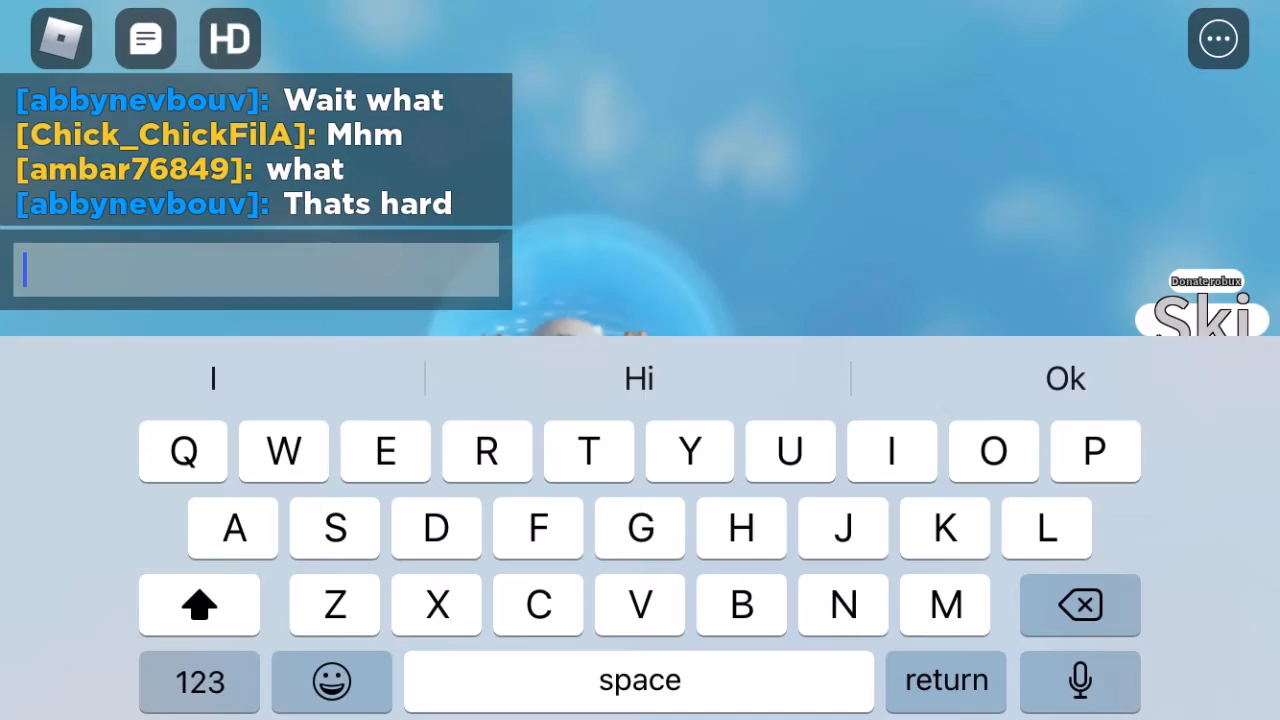 HD
[abbynevbouv]: Wait what
[Chick_ChickFilA]: Mhm
[ambar76849]: what
[abbynevbouv]: Thats hard
Donate robux
Ski
I Hi Ok
Q W E R T Y U I O P
A S D F G H J K L
Z X C V B N M
123 space return